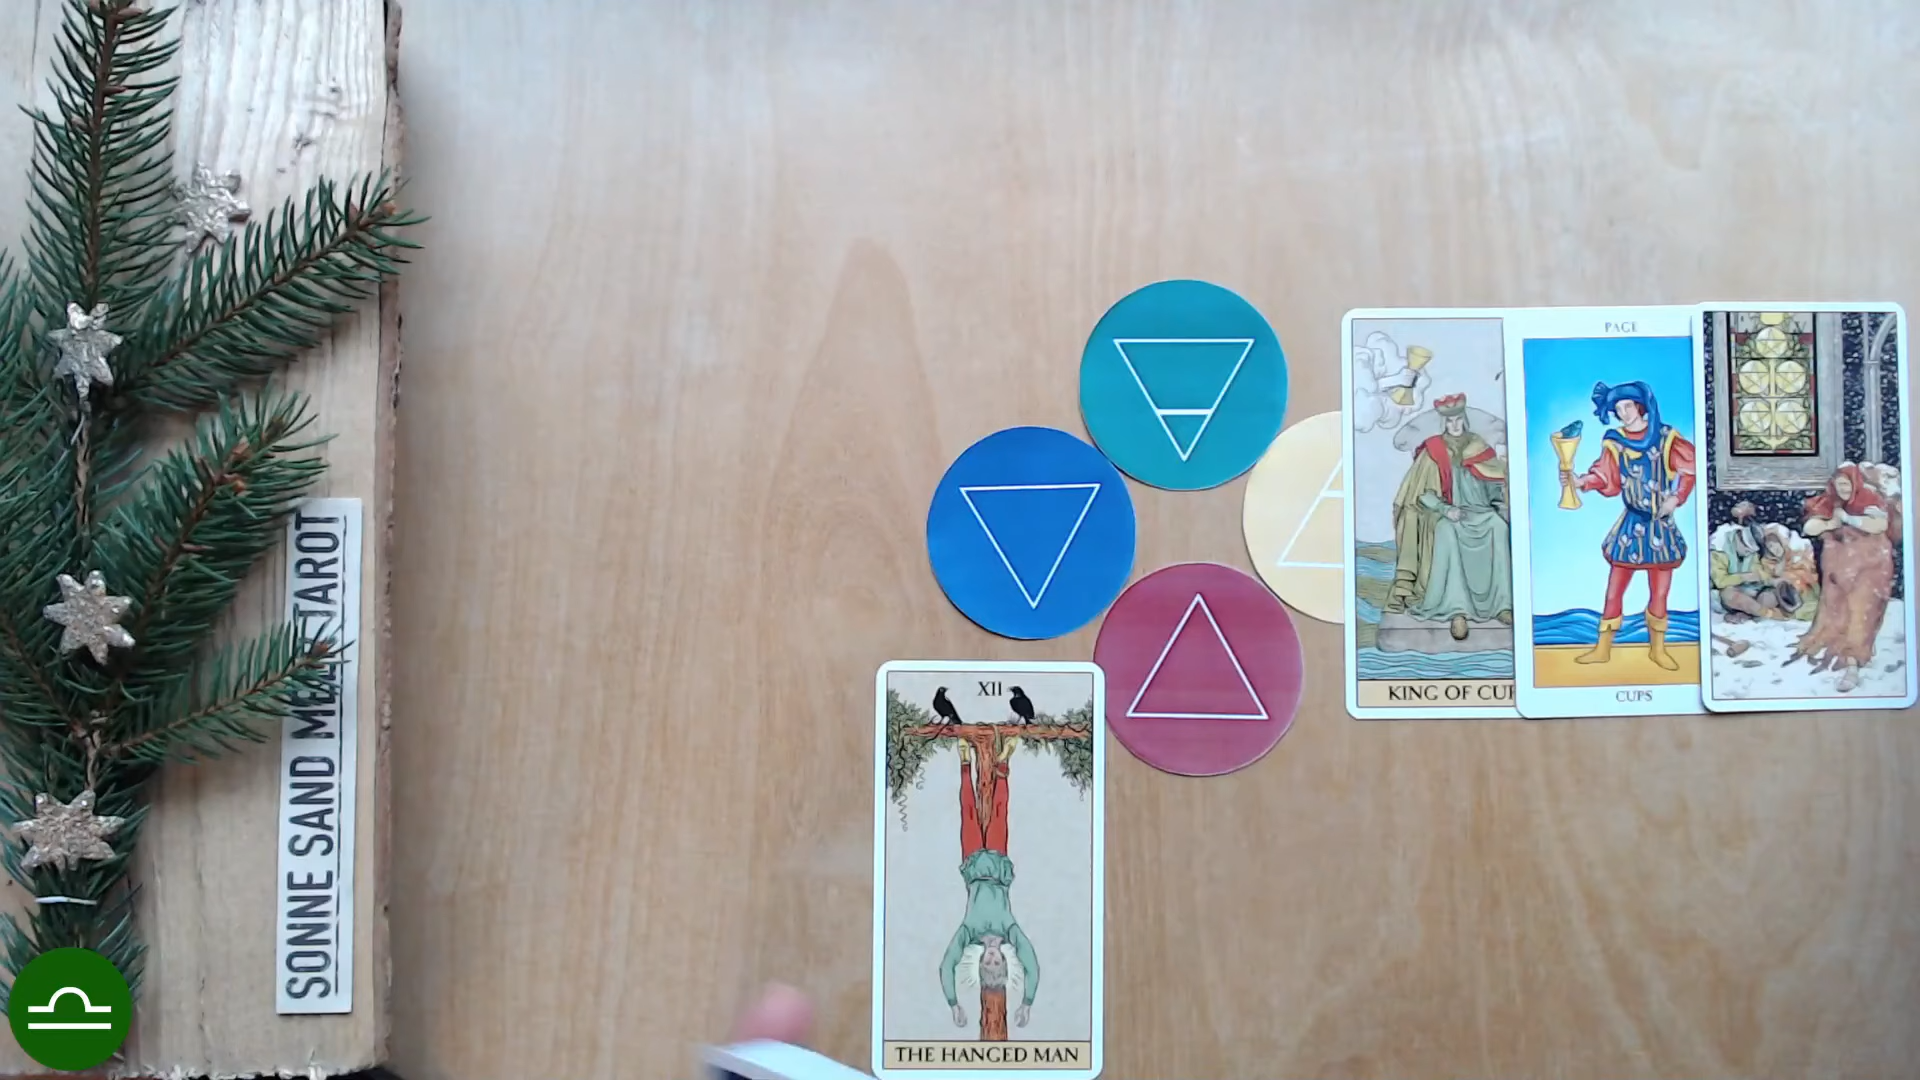 SONNE SAND MEER TAROT
PAGE
KING OF CUP
CUPS
XII
THE HANGED MAN
V